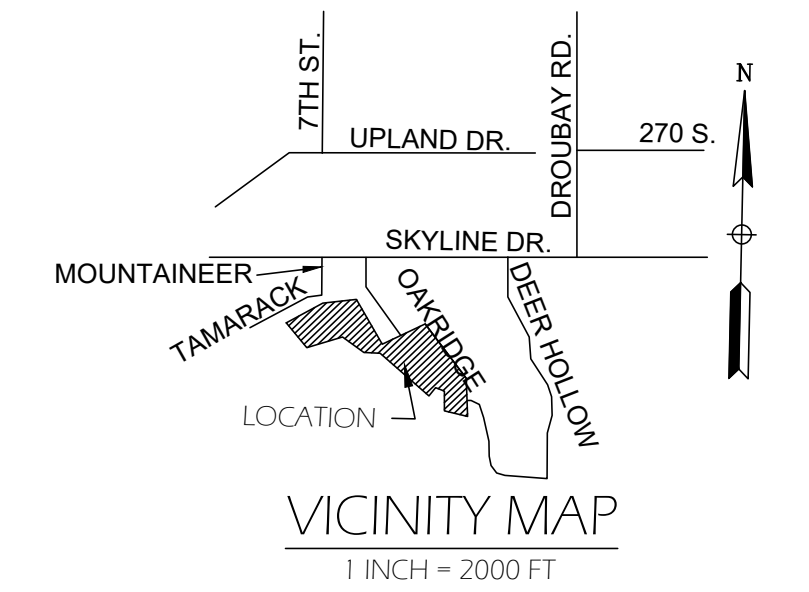 7TH ST.
DROUBAY RD.
N
UPLAND DR.
270 S.
SKYLINE DR.
MOUNTAINEER
TAMARACK
OAKRIDGE
DEER HOLLOW
LOCATION
VICINITY MAP
1 INCH = 2000 FT